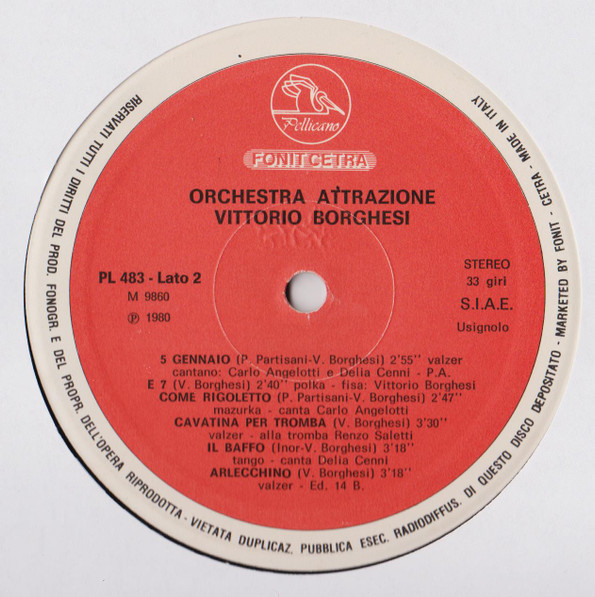 Pellicano
FONIT CETRA
ORCHESTRA ATTRAZIONE
VITTORIO BORGHESI
PL 483 - Lato 2
M 9860
℗ 1980
STEREO
33 giri
S.I.A.E.
Usignolo
5 GENNAIO (P. Partisani-V. Borghesi) 2'55'' valzer
cantano: Carlo Angelotti e Delia Cenni - P.A.
E 7 (V. Borghesi) 2'40'' polka - fisa: Vittorio Borghesi
COME RIGOLETTO (P. Partisani-V. Borghesi) 2'47''
mazurka - canta Carlo Angelotti
CAVATINA PER TROMBA (V. Borghesi) 3'30''
valzer - alla tromba Renzo Saletti
IL BAFFO (Inor-V. Borghesi) 3'18''
tango - canta Delia Cenni
ARLECCHINO (V. Borghesi) 3'18''
valzer - Ed. 14 B.
RISERVATI TUTTI I DIRITTI DEL PROD. FONOGR. E DEL PROPR. DELL'OPERA RIPRODOTTA - VIETATA DUPLICAZ. PUBBLICA ESEC. RADIODIFFUS. DI QUESTO DISCO DEPOSITATO - MARKETED BY FONIT - CETRA - MADE IN ITALY